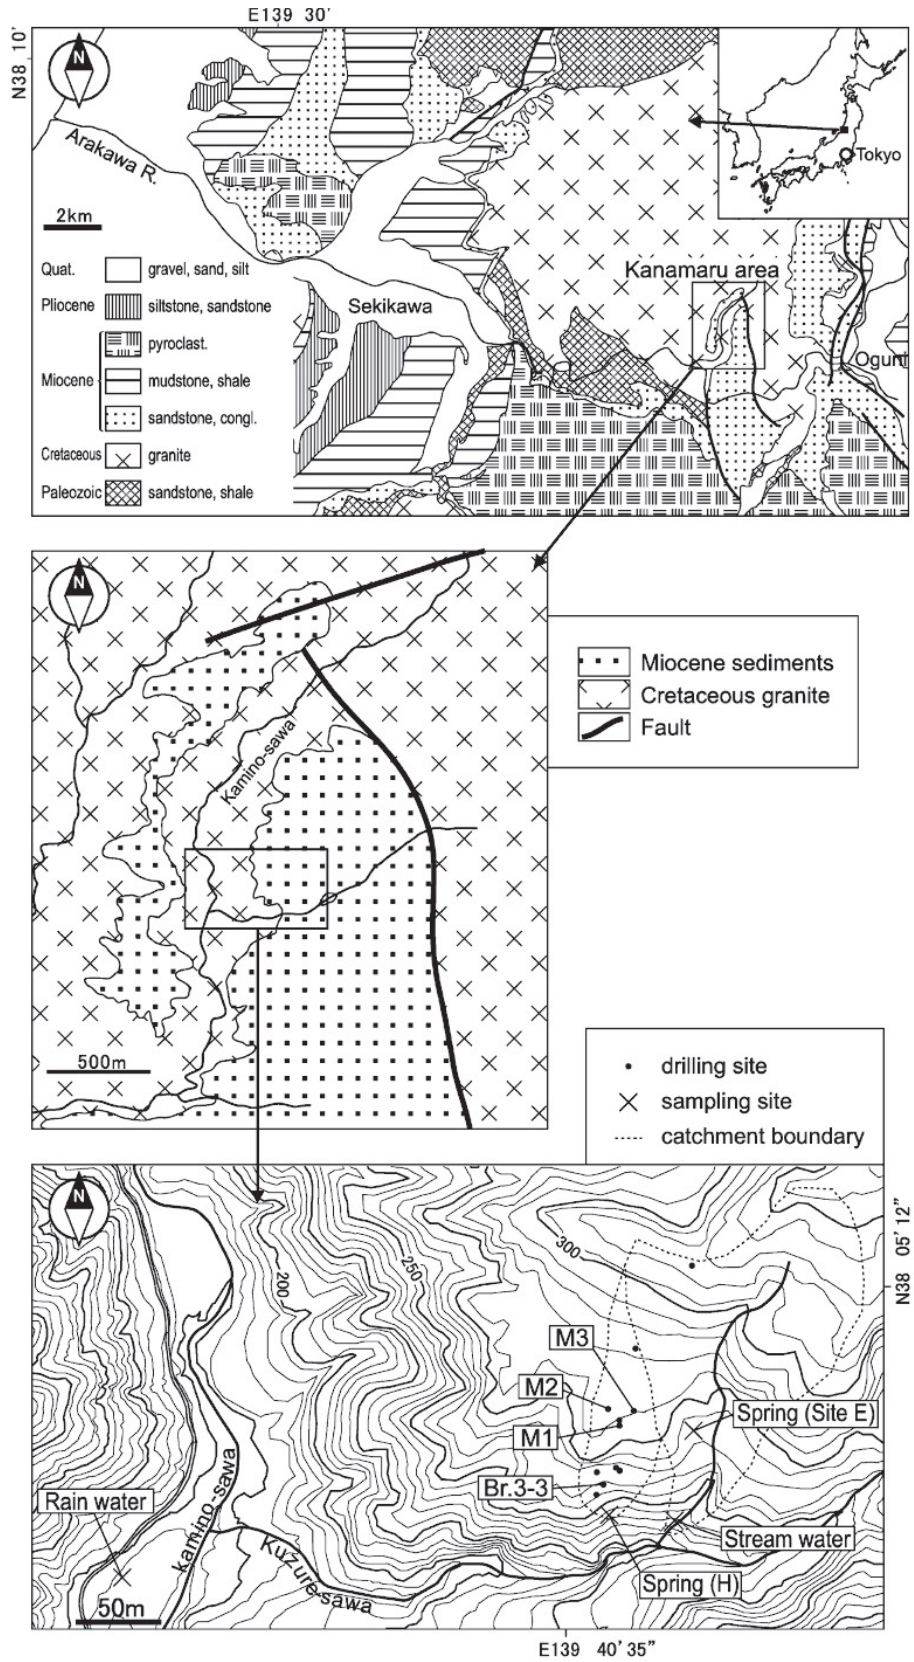 E139 30'
N38 10'
N
Arakawa R.
Tokyo
2km
Quat.
gravel, sand, silt
Kanamaru area
Pliocene
siltstone, sandstone
Sekikawa
pyroclast.
Oguni
Miocene
mudstone, shale
sandstone, congl.
Cretaceous
granite
Paleozoic
sandstone, shale
N
Miocene sediments
Cretaceous granite
Fault
Kamino-sawa
500m
drilling site
sampling site
catchment boundary
N
N38 05' 12"
300
250
200
M3
M2
Spring (Site E)
M1
Br.3-3
Rain water
kamino-sawa
Stream water
Kuzure-sawa
Spring (H)
50m
E139 40' 35"